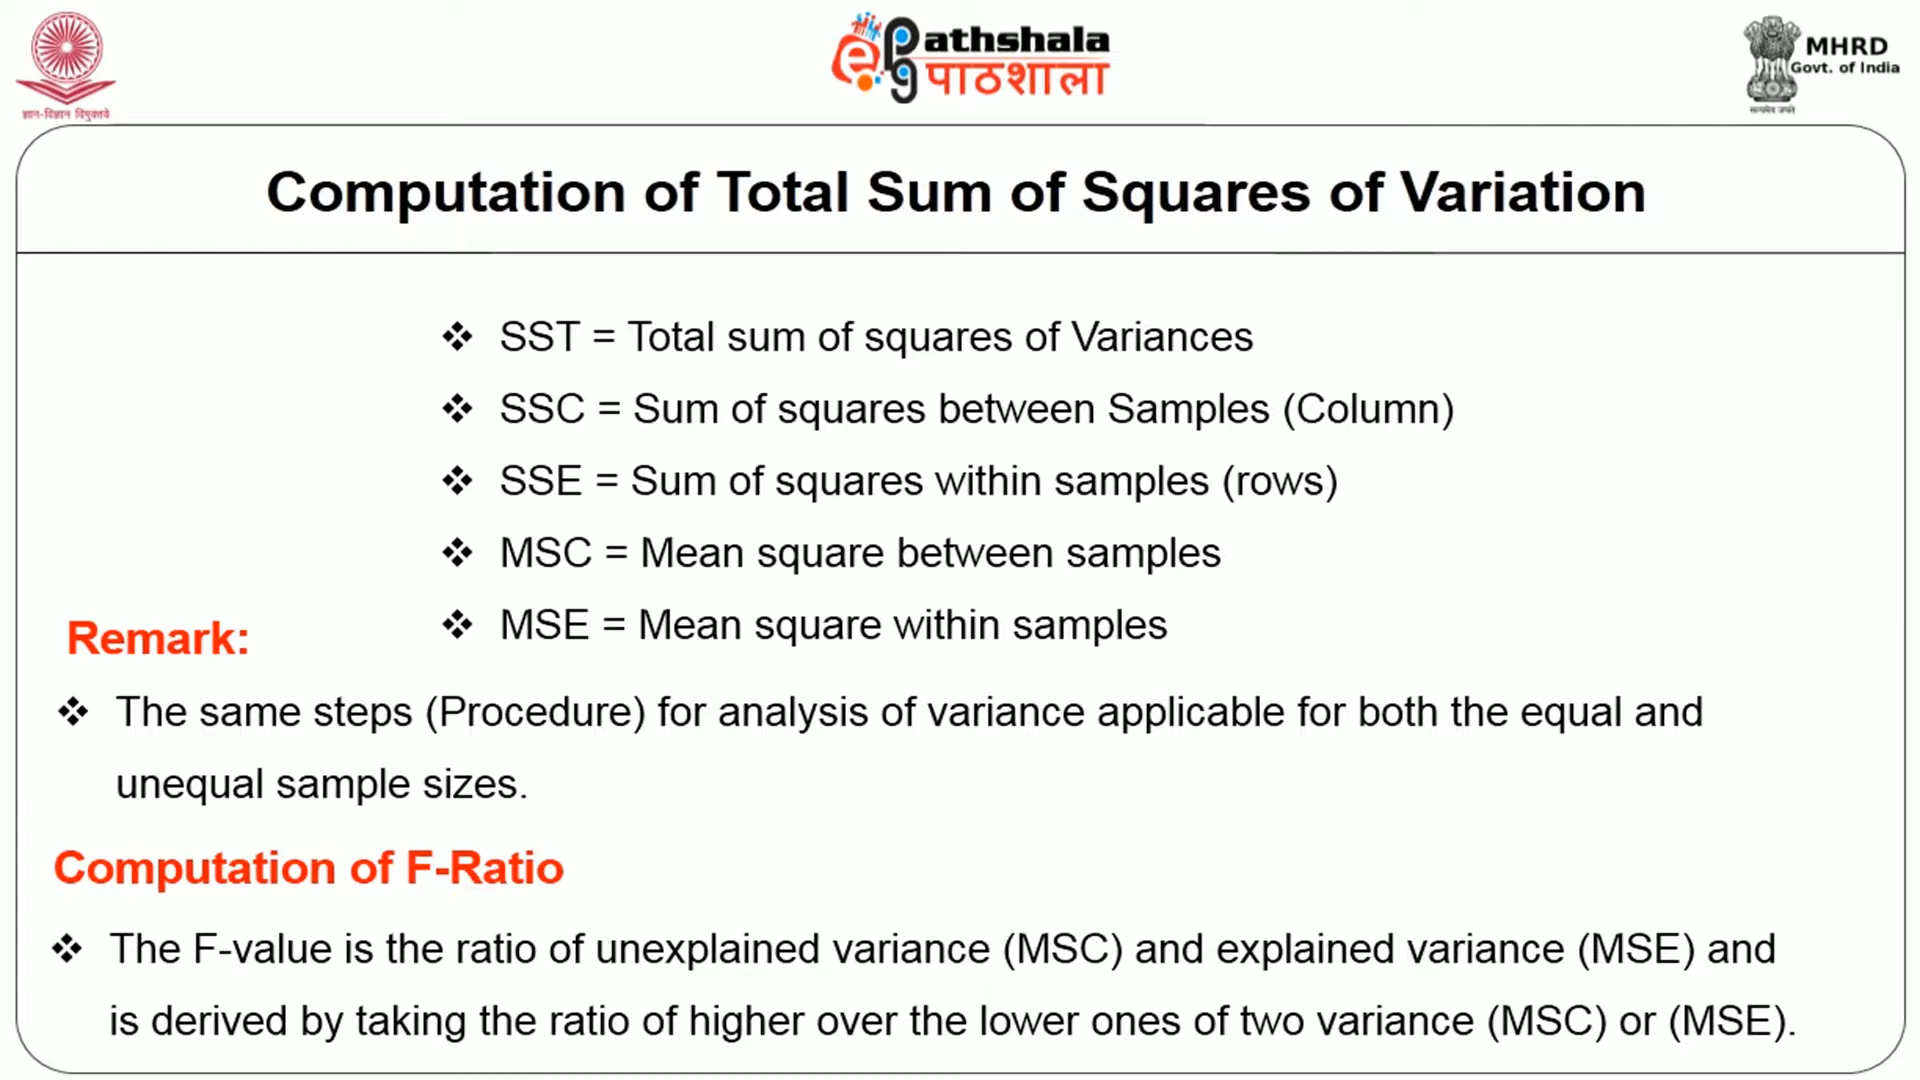 ज्ञान-विज्ञान विमुक्तये
e
pg
Pathshala
पाठशाला
MHRD
Govt. of India
सत्यमेव जयते
Computation of Total Sum of Squares of Variation
❖ SST = Total sum of squares of Variances
❖ SSC = Sum of squares between Samples (Column)
❖ SSE = Sum of squares within samples (rows)
❖ MSC = Mean square between samples
❖ MSE = Mean square within samples
Remark:
❖ The same steps (Procedure) for analysis of variance applicable for both the equal and
unequal sample sizes.
Computation of F-Ratio
❖ The F-value is the ratio of unexplained variance (MSC) and explained variance (MSE) and
is derived by taking the ratio of higher over the lower ones of two variance (MSC) or (MSE).